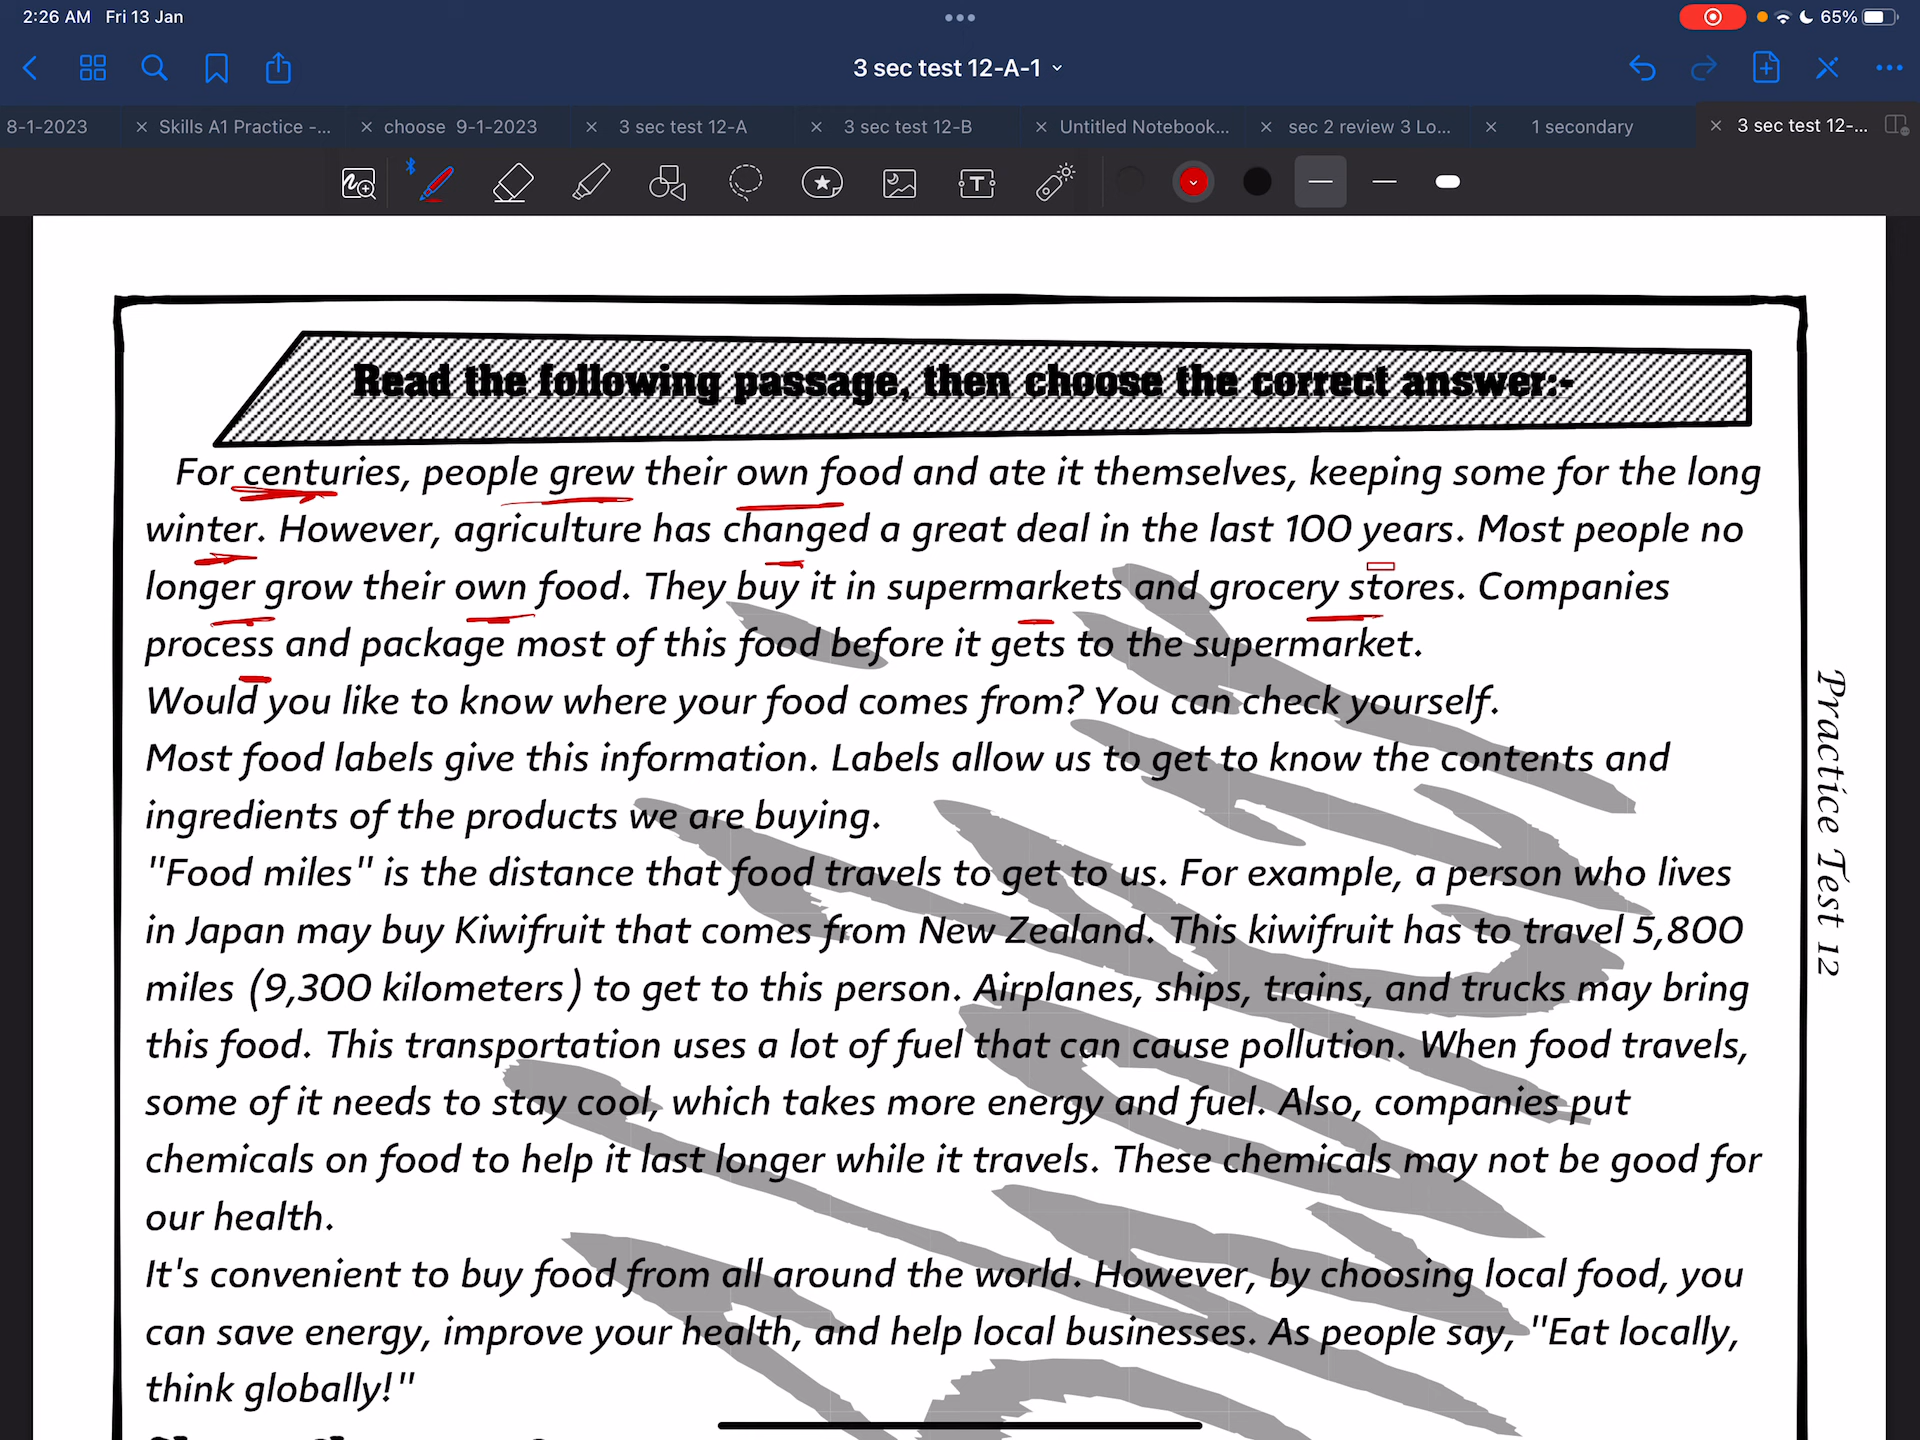 2:26 AM Fri 13 Jan
65%
3 sec test 12-A-1
8-1-2023
Skills A1 Practice -...
choose 9-1-2023
3 sec test 12-A
3 sec test 12-B
Untitled Notebook...
sec 2 review 3 Lo...
1 secondary
3 sec test 12-...
Read the following passage, then choose the correct answer:-
For centuries, people grew their own food and ate it themselves, keeping some for the long
winter. However, agriculture has changed a great deal in the last 100 years. Most people no
longer grow their own food. They buy it in supermarkets and grocery stores. Companies
process and package most of this food before it gets to the supermarket.
Would you like to know where your food comes from? You can check yourself.
Most food labels give this information. Labels allow us to get to know the contents and
ingredients of the products we are buying.
"Food miles" is the distance that food travels to get to us. For example, a person who lives
in Japan may buy Kiwifruit that comes from New Zealand. This kiwifruit has to travel 5,800
miles (9,300 kilometers) to get to this person. Airplanes, ships, trains, and trucks may bring
this food. This transportation uses a lot of fuel that can cause pollution. When food travels,
some of it needs to stay cool, which takes more energy and fuel. Also, companies put
chemicals on food to help it last longer while it travels. These chemicals may not be good for
our health.
It's convenient to buy food from all around the world. However, by choosing local food, you
can save energy, improve your health, and help local businesses. As people say, "Eat locally,
think globally!"
Practice Test 12